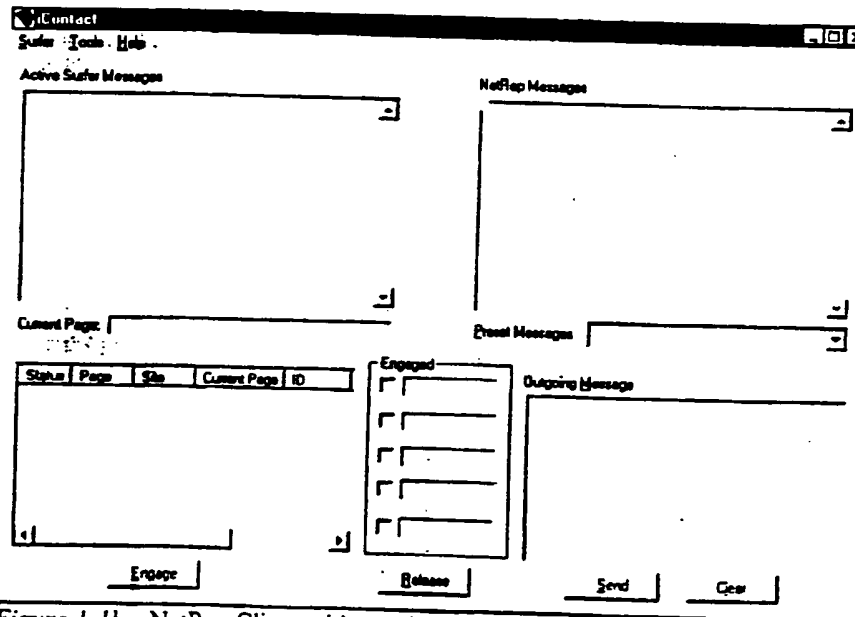 iContact
Surfer Tools Help
Active Surfer Messages
NetRep Messages
Current Page:
Preset Messages
Status Page Site Current Page ID
Engaged
Outgoing Message
Engage
Release
Send
Clear
Figure